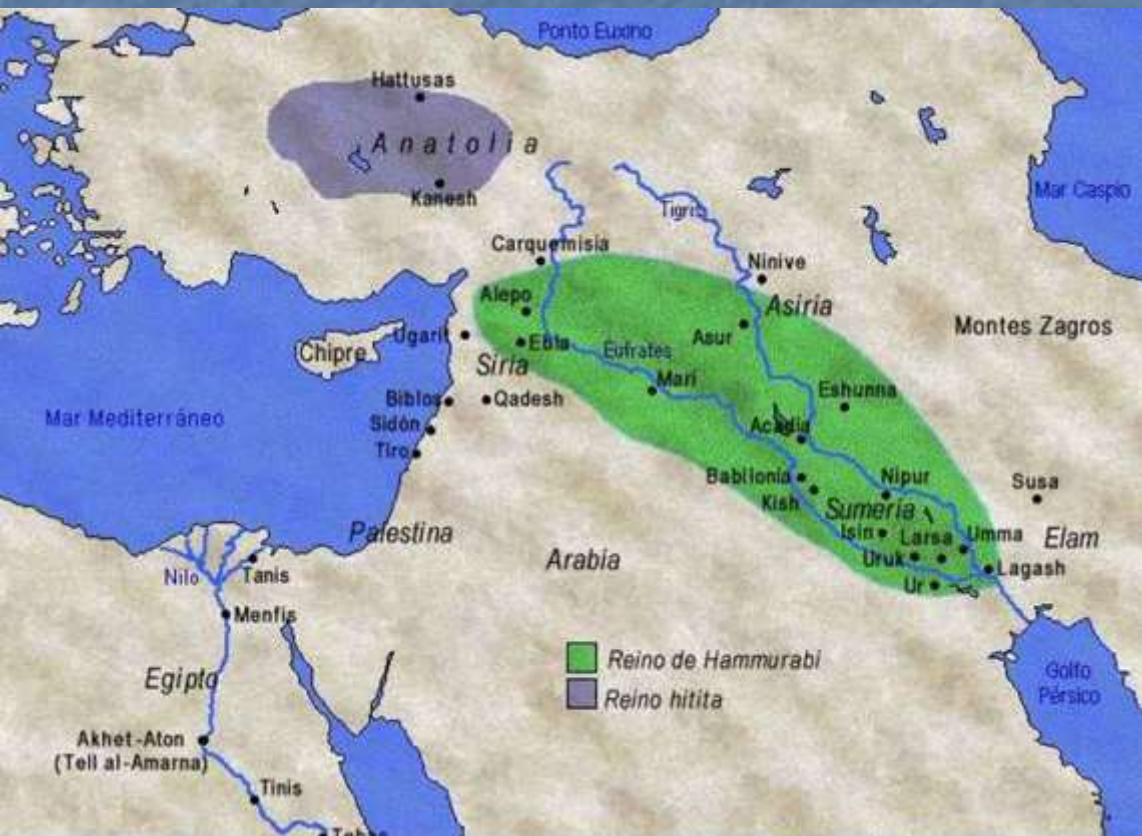 Ponto Euxino
Hattusas
Anatolia
Kanesh
Mar Caspio
Tigris
Carquemisia
Ninive
Alepo
Asiria
Asur
Montes Zagros
Ugarit
Ebla
Chipre
Siria
Eufrates
Mari
Eshunna
Biblos
Qadesh
Mar Mediterráneo
Sidón
Acadia
Tiro
Babilonia
Nipur
Susa
Kish
Sumeria
Palestina
Isin
Larsa
Umma
Elam
Arabia
Uruk
Lagash
Nilo
Tanis
Ur
Menfis
Reino de Hammurabi
Reino hitita
Golfo
Pérsico
Egipto
Akhet-Aton
(Tell al-Amarna)
Tinis